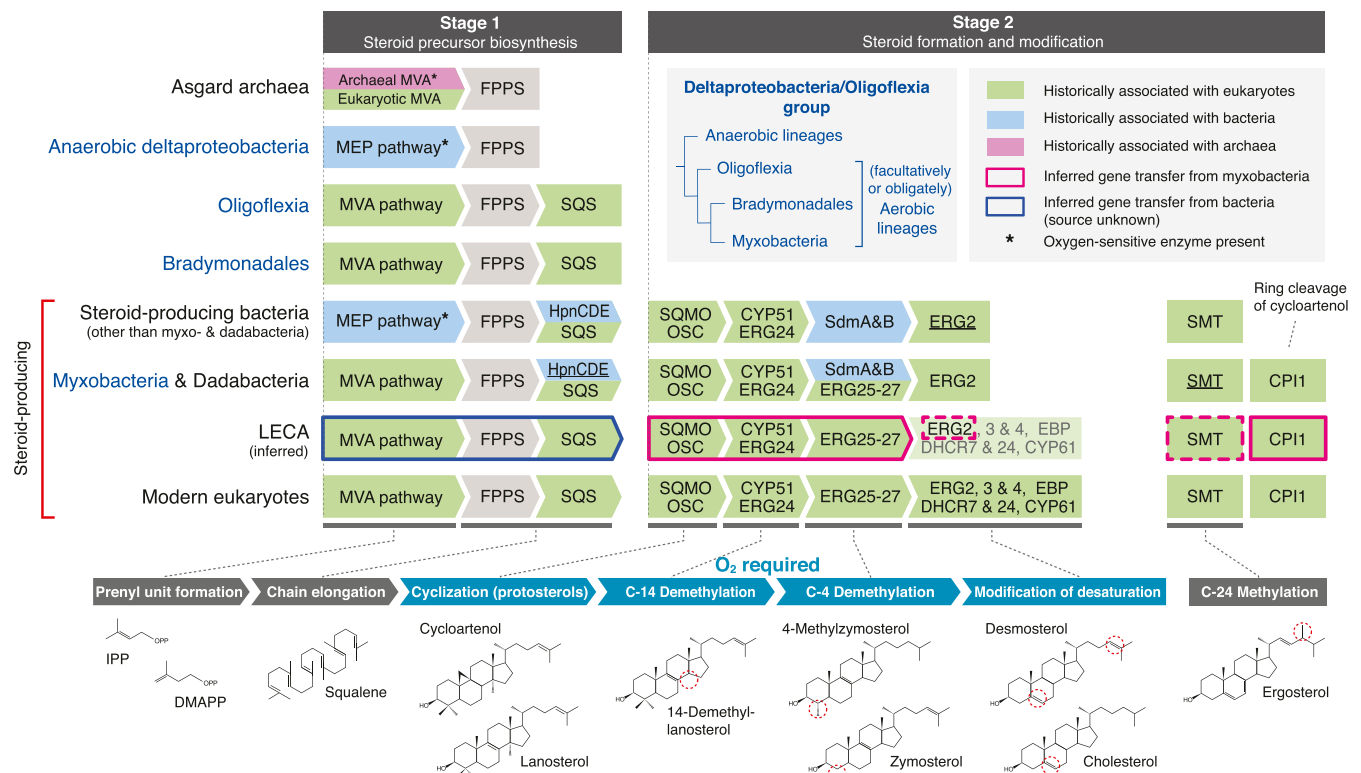 Stage 1
Steroid precursor biosynthesis
Stage 2
Steroid formation and modification
Asgard archaea
Archaeal MVA*
Eukaryotic MVA
FPPS
Anaerobic deltaproteobacteria
MEP pathway*
FPPS
Oligoflexia
MVA pathway
FPPS
SQS
Bradymonadales
MVA pathway
FPPS
SQS
Deltaproteobacteria/Oligoflexia
group
Anaerobic lineages
Oligoflexia
Bradymonadales
Myxobacteria
(facultatively
or obligately)
Aerobic
lineages
Historically associated with eukaryotes
Historically associated with bacteria
Historically associated with archaea
Inferred gene transfer from myxobacteria
Inferred gene transfer from bacteria
(source unknown)
* Oxygen-sensitive enzyme present
Steroid-producing
Steroid-producing bacteria
(other than myxo- & dadabacteria)
MEP pathway*
FPPS
HpnCDE
SQS
SQMO
OSC
CYP51
ERG24
SdmA&B
ERG2
SMT
Ring cleavage
of cycloartenol
Myxobacteria & Dadabacteria
MVA pathway
FPPS
HpnCDE
SQS
SQMO
OSC
CYP51
ERG24
SdmA&B
ERG25-27
ERG2
SMT
CPI1
LECA
(inferred)
MVA pathway
FPPS
SQS
SQMO
OSC
CYP51
ERG24
ERG25-27
ERG2, 3 & 4, EBP
DHCR7 & 24, CYP61
SMT
CPI1
Modern eukaryotes
MVA pathway
FPPS
SQS
SQMO
OSC
CYP51
ERG24
ERG25-27
ERG2, 3 & 4, EBP
DHCR7 & 24, CYP61
SMT
CPI1
O2 required
Prenyl unit formation
Chain elongation
Cyclization (protosterols)
C-14 Demethylation
C-4 Demethylation
Modification of desaturation
C-24 Methylation
OPP
IPP
OPP
DMAPP
Squalene
Cycloartenol
HO
Lanosterol
HO
HO
14-Demethyl-
lanosterol
4-Methylzymosterol
HO
Zymosterol
HO
Desmosterol
HO
Cholesterol
HO
HO
Ergosterol